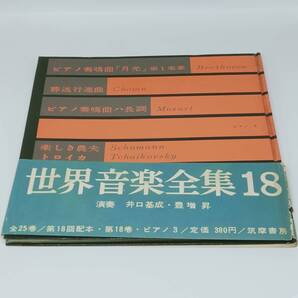 ピアノ奏鳴曲「月光」第1楽章 Beethoven
葬送行進曲 Chopin
ピアノ奏鳴曲ハ長調 Mozart
楽しき農夫 Schumann
トロイカ Tchaikovsky
世界音楽全集18
演奏 井口基成・豊増 昇
全25巻/第18回配本・第18巻・ピアノ3/定価380円/筑摩書房